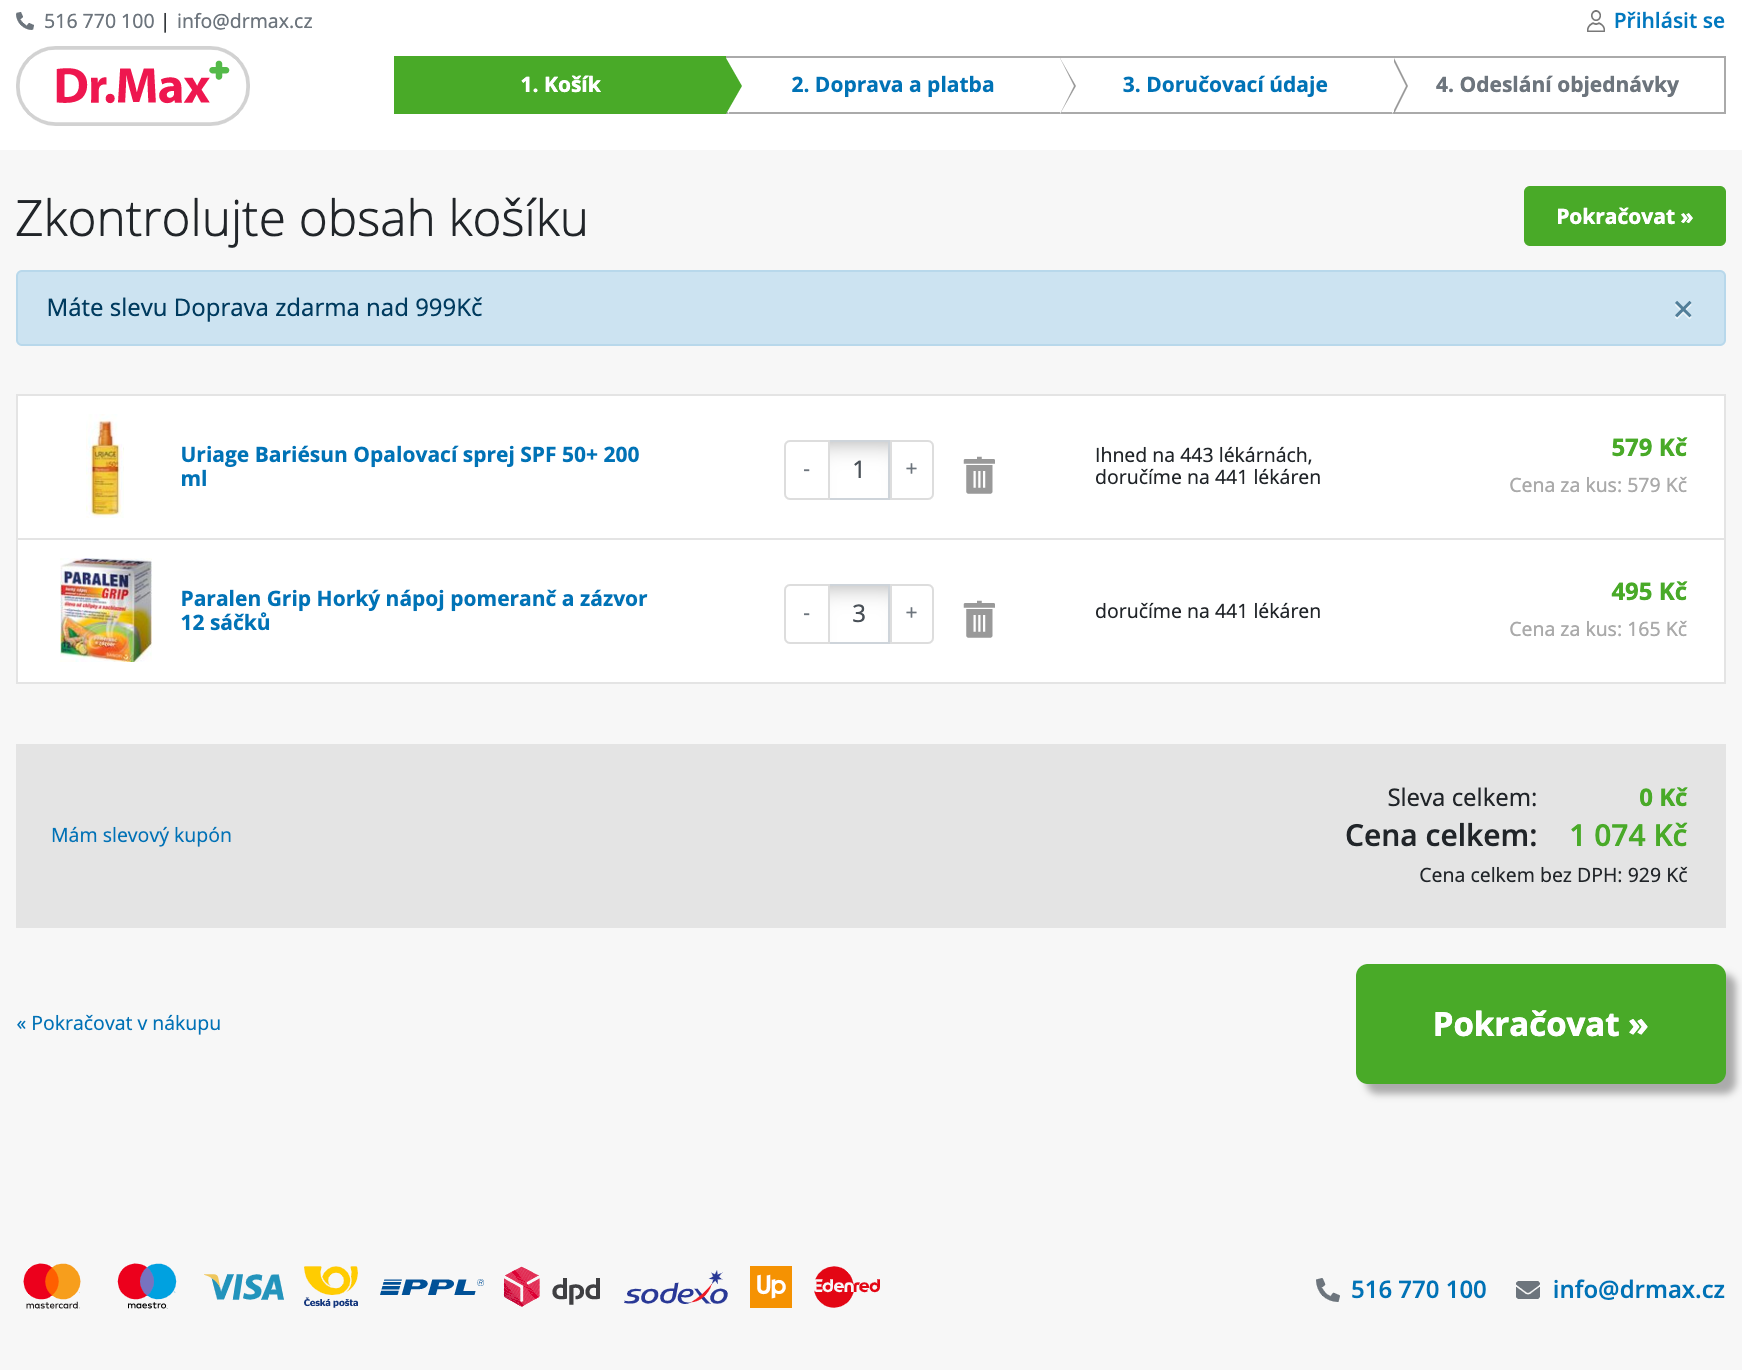 516 770 100 | info@drmax.cz
Přihlásit se
Dr.Max+
1. Košík
2. Doprava a platba
3. Doručovací údaje
4. Odeslání objednávky
Zkontrolujte obsah košíku
Pokračovat »
Máte slevu Doprava zdarma nad 999Kč
×
URIAGE
Uriage Bariésun Opalovací sprej SPF 50+ 200
ml
- 1 +
Ihned na 443 lékárnách,
doručíme na 441 lékáren
579 Kč
Cena za kus: 579 Kč
PARALEN
GRIP
Paralen Grip Horký nápoj pomeranč a zázvor
12 sáčků
- 3 +
doručíme na 441 lékáren
495 Kč
Cena za kus: 165 Kč
Mám slevový kupón
Sleva celkem: 0 Kč
Cena celkem: 1 074 Kč
Cena celkem bez DPH: 929 Kč
« Pokračovat v nákupu
Pokračovat »
mastercard.
maestro.
VISA
Česká pošta
PPL®
dpd
sodexo
Up
Edenred
516 770 100
info@drmax.cz